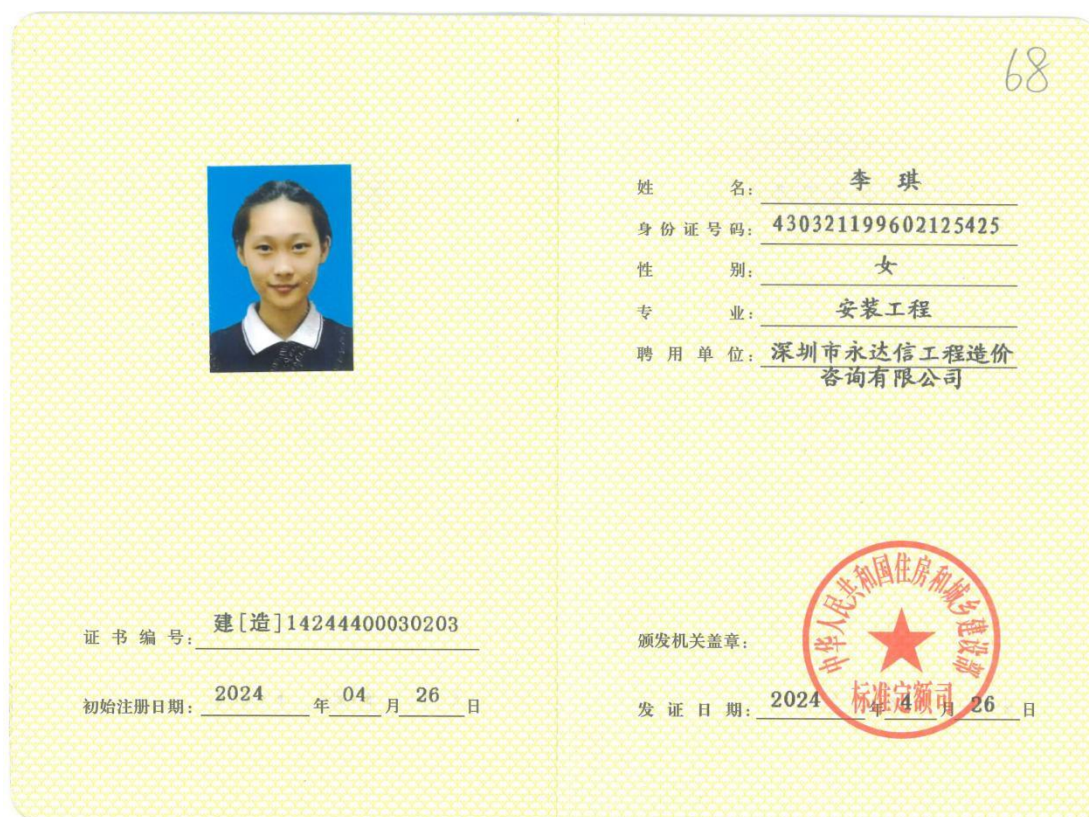 68
姓 名: 李 琪
身份证号码: 430321199602125425
性 别: 女
专 业: 安装工程
聘用单位: 深圳市永达信工程造价
咨询有限公司
证书编号: 建[造]14244400030203
初始注册日期: 2024 年 04 月 26 日
颁发机关盖章:
中华人民共和国住房和城乡建设部
标准定额司
发证日期: 2024 年 4 月 26 日